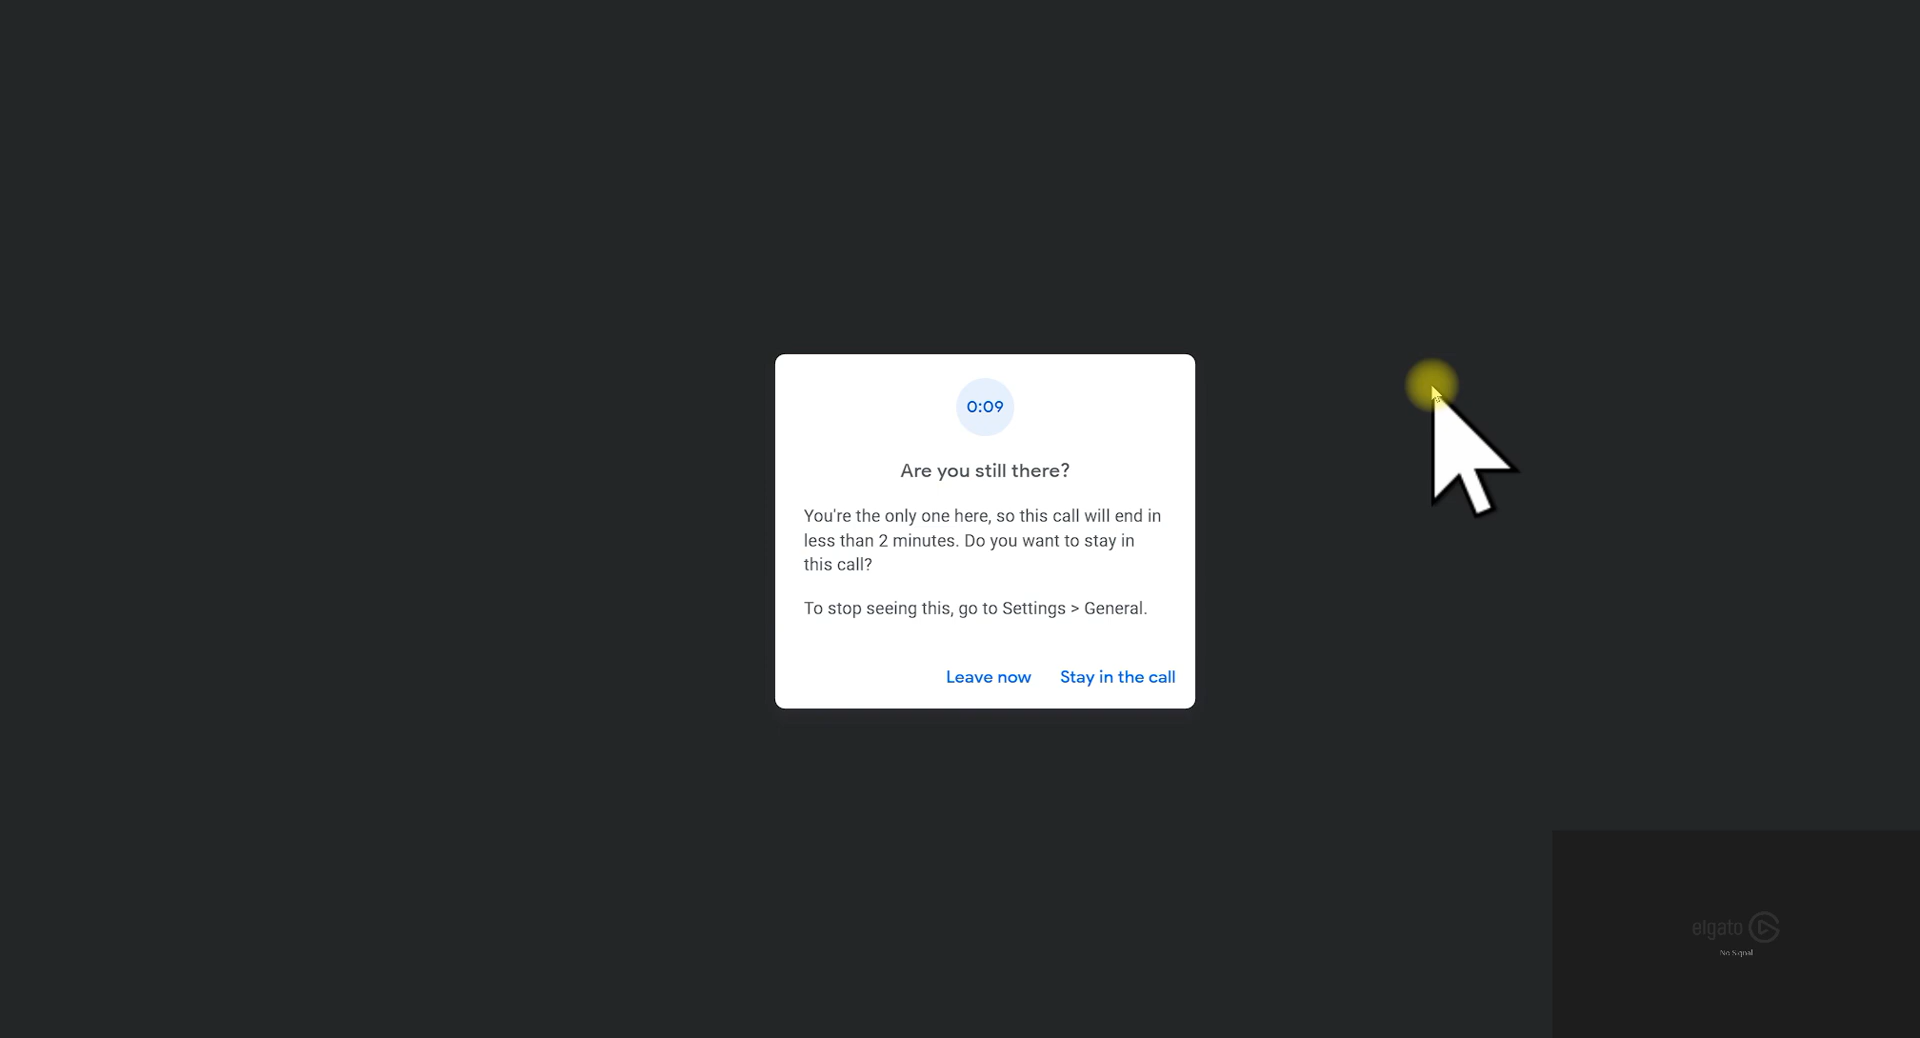 0:09
Are you still there?
You're the only one here, so this call will end in
less than 2 minutes. Do you want to stay in
this call?
To stop seeing this, go to Settings > General.
Leave now Stay in the call
elgato
No Signal